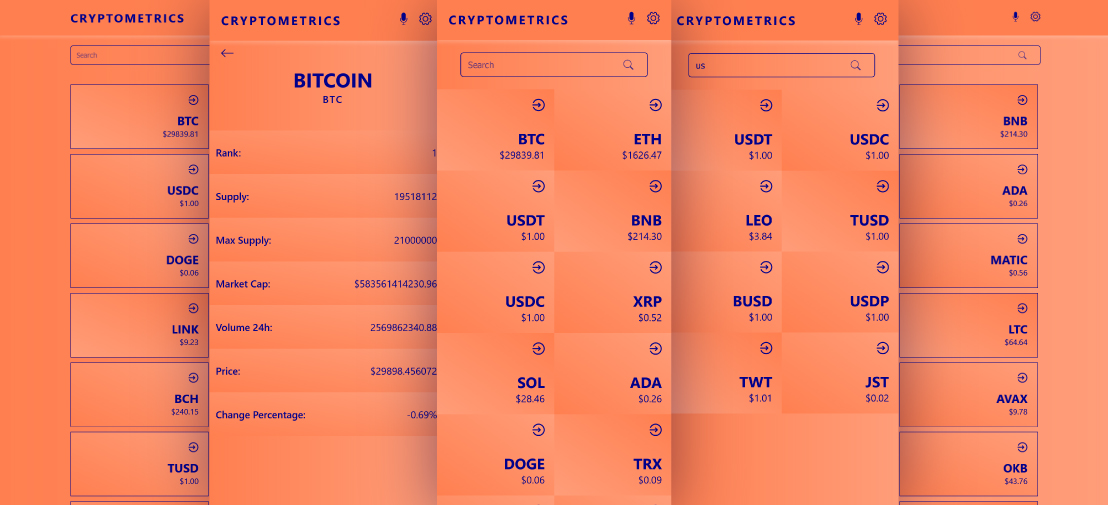 CRYPTOMETRICS
Search
BTC
$29839.81
USDC
$1.00
DOGE
$0.06
LINK
$9.23
BCH
$240.15
TUSD
$1.00
CRYPTOMETRICS
BITCOIN
BTC
Rank: 1
Supply: 19518112
Max Supply: 21000000
Market Cap: $583561414230.96
Volume 24h: 2569862340.88
Price: $29898.456072
Change Percentage: -0.69%
CRYPTOMETRICS
Search
BTC ETH
$29839.81 $1626.47
USDT BNB
$1.00 $214.30
USDC XRP
$1.00 $0.52
SOL ADA
$28.46 $0.26
DOGE TRX
$0.06 $0.09
CRYPTOMETRICS
us
USDT USDC
$1.00 $1.00
LEO TUSD
$3.84 $1.00
BUSD USDP
$1.00 $1.00
TWT JST
$1.01 $0.02
BNB
$214.30
ADA
$0.26
MATIC
$0.56
LTC
$64.64
AVAX
$9.78
OKB
$43.76